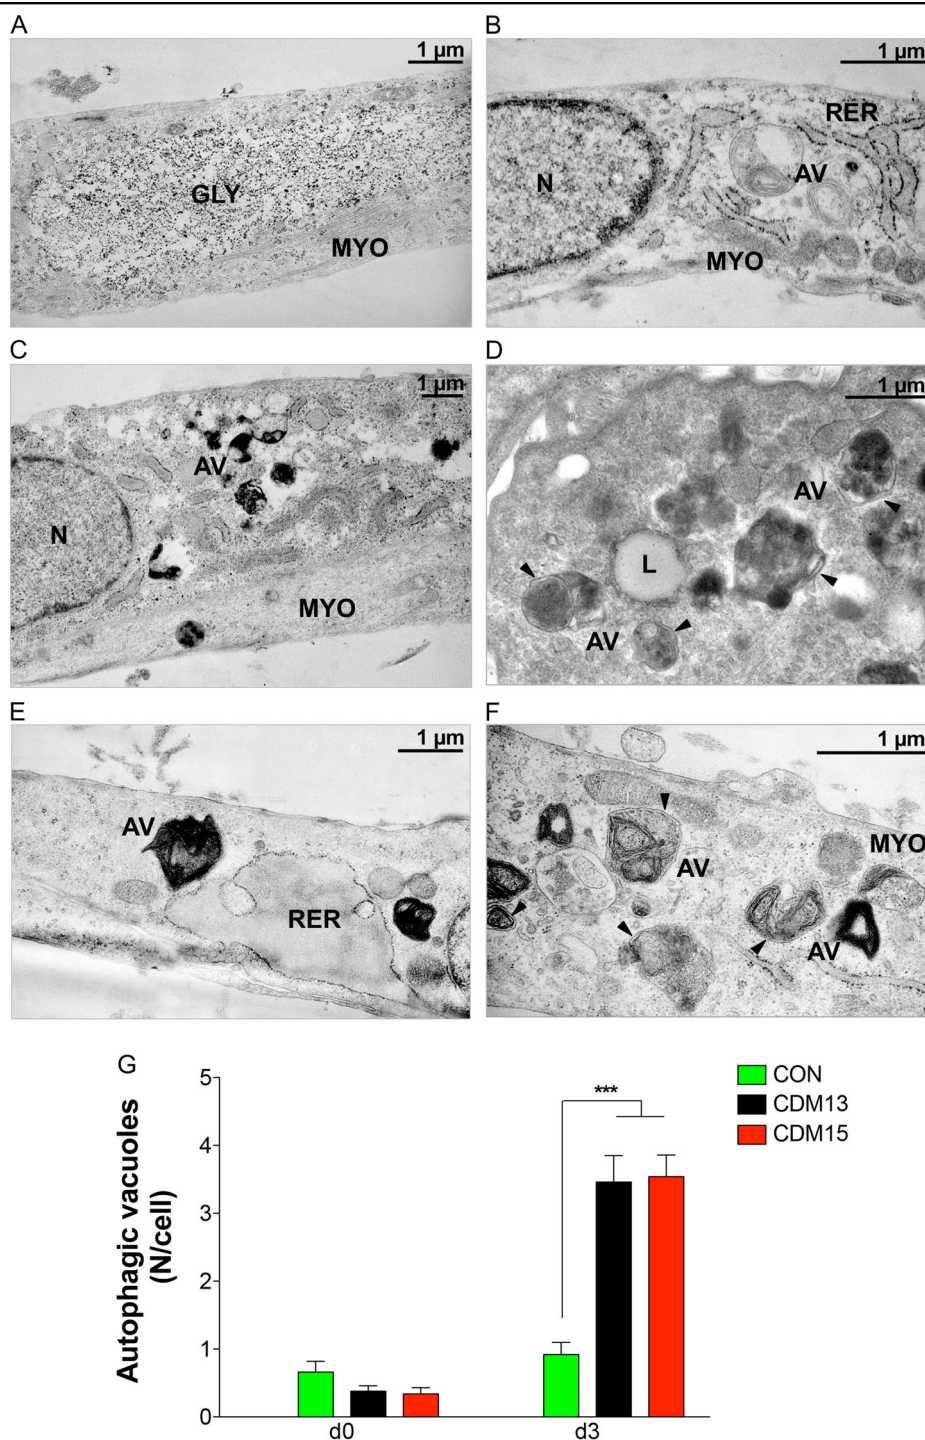 A
1 µm
GLY
MYO
B
1 µm
RER
N
AV
MYO
C
1 µm
AV
N
MYO
D
1 µm
AV
L
AV
E
1 µm
AV
RER
F
1 µm
MYO
AV
AV
G
Autophagic vacuoles
(N/cell)
5
4
3
2
1
0
***
d0
d3
CON
CDM13
CDM15